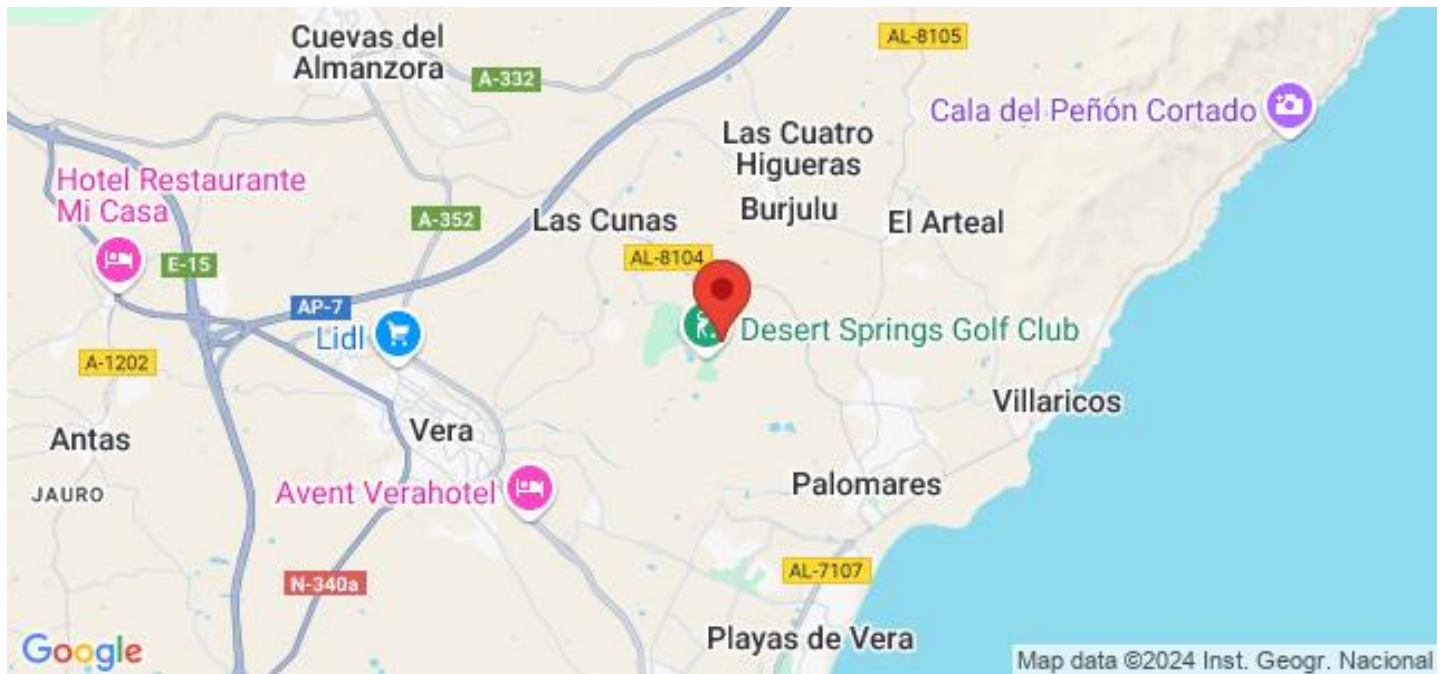 Cuevas del
Almanzora
AL-8105
A-332
Cala del Peñón Cortado
Las Cuatro
Higueras
Hotel Restaurante
Mi Casa
A-352
Las Cunas
Burjulu
El Arteal
E-15
AL-8104
AP-7
Lidl
Desert Springs Golf Club
A-1202
Villaricos
Antas
Vera
JAURO
Avent Verahotel
Palomares
N-340a
AL-7107
Playas de Vera
Google
Map data ©2024 Inst. Geogr. Nacional